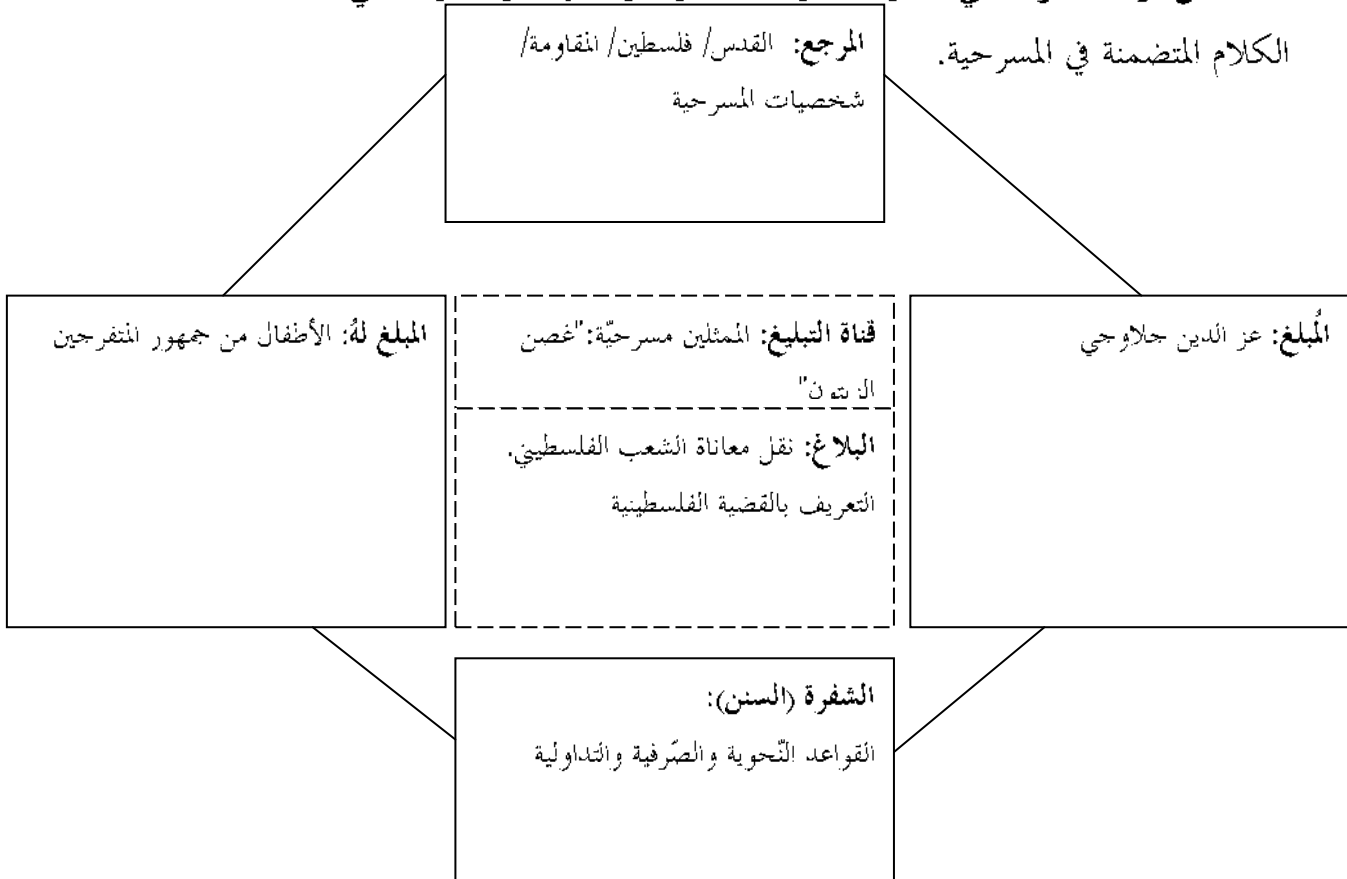 الكلام المتضمنة في المسرحية.
المرجع: القدس/ فلسطين/ المقاومة/
شخصيات المسرحية
المُبلغ: عز الدين جلاوجي
قناة التبليغ: الممثلين مسرحيّة:"غصن
الزيتون"
البلاغ: نقل معاناة الشعب الفلسطيني.
التعريف بالقضية الفلسطينية
المبلغ لهُ: الأطفال من جمهور المتفرجين
الشفرة (السنن):
القواعد النّحوية والصّرفية والتداولية